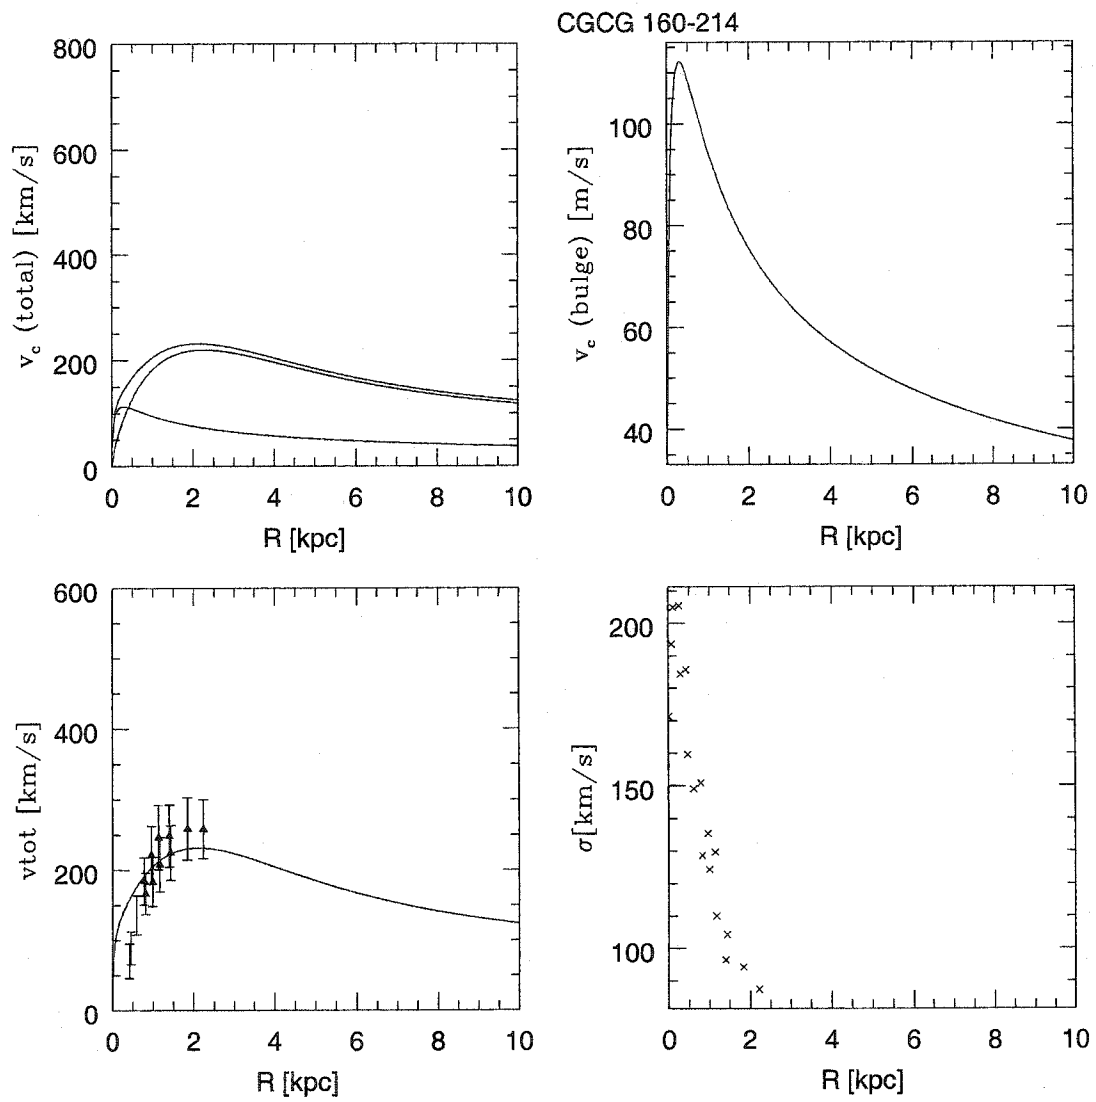 CGCG 160-214
800
600
400
200
0
v_c (total) [km/s]
0 2 4 6 8 10
R [kpc]
100
80
60
40
v_c (bulge) [m/s]
0 2 4 6 8 10
R [kpc]
600
400
200
0
vtot [km/s]
0 2 4 6 8 10
R [kpc]
200
150
100
σ[km/s]
0 2 4 6 8 10
R [kpc]